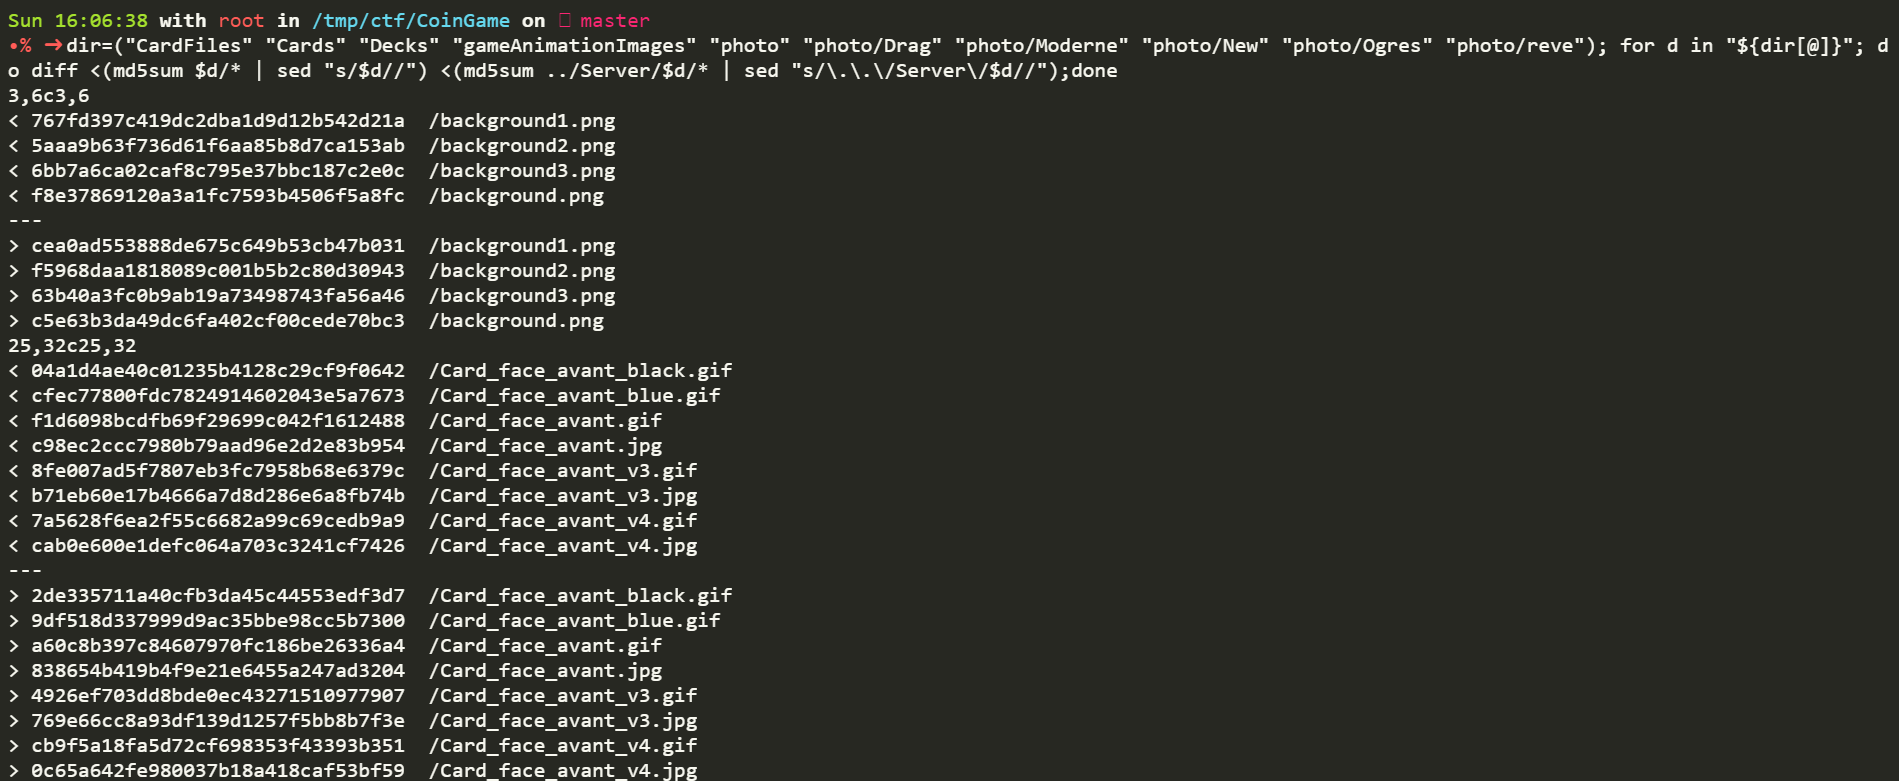 Sun 16:06:38 with root in /tmp/ctf/CoinGame on master
•% ➜dir=("CardFiles" "Cards" "Decks" "gameAnimationImages" "photo" "photo/Drag" "photo/Moderne" "photo/New" "photo/Ogres" "photo/reve"); for d in "${dir[@]}"; d
o diff <(md5sum $d/* | sed "s/$d//") <(md5sum ../Server/$d/* | sed "s/\.\.\/Server\/$d//");done
3,6c3,6
< 767fd397c419dc2dba1d9d12b542d21a  /background1.png
< 5aaa9b63f736d61f6aa85b8d7ca153ab  /background2.png
< 6bb7a6ca02caf8c795e37bbc187c2e0c  /background3.png
< f8e37869120a3a1fc7593b4506f5a8fc  /background.png
---
> cea0ad553888de675c649b53cb47b031  /background1.png
> f5968daa1818089c001b5b2c80d30943  /background2.png
> 63b40a3fc0b9ab19a73498743fa56a46  /background3.png
> c5e63b3da49dc6fa402cf00cede70bc3  /background.png
25,32c25,32
< 04a1d4ae40c01235b4128c29cf9f0642  /Card_face_avant_black.gif
< cfec77800fdc7824914602043e5a7673  /Card_face_avant_blue.gif
< f1d6098bcdfb69f29699c042f1612488  /Card_face_avant.gif
< c98ec2ccc7980b79aad96e2d2e83b954  /Card_face_avant.jpg
< 8fe007ad5f7807eb3fc7958b68e6379c  /Card_face_avant_v3.gif
< b71eb60e17b4666a7d8d286e6a8fb74b  /Card_face_avant_v3.jpg
< 7a5628f6ea2f55c6682a99c69cedb9a9  /Card_face_avant_v4.gif
< cab0e600e1defc064a703c3241cf7426  /Card_face_avant_v4.jpg
---
> 2de335711a40cfb3da45c44553edf3d7  /Card_face_avant_black.gif
> 9df518d337999d9ac35bbe98cc5b7300  /Card_face_avant_blue.gif
> a60c8b397c84607970fc186be26336a4  /Card_face_avant.gif
> 838654b419b4f9e21e6455a247ad3204  /Card_face_avant.jpg
> 4926ef703dd8bde0ec43271510977907  /Card_face_avant_v3.gif
> 769e66cc8a93df139d1257f5bb8b7f3e  /Card_face_avant_v3.jpg
> cb9f5a18fa5d72cf698353f43393b351  /Card_face_avant_v4.gif
> 0c65a642fe980037b18a418caf53bf59  /Card_face_avant_v4.jpg